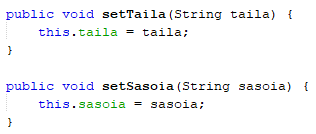 public void setTaila(String taila) {
    this.taila = taila;
}

public void setSasoia(String sasoia) {
    this.sasoia = sasoia;
}